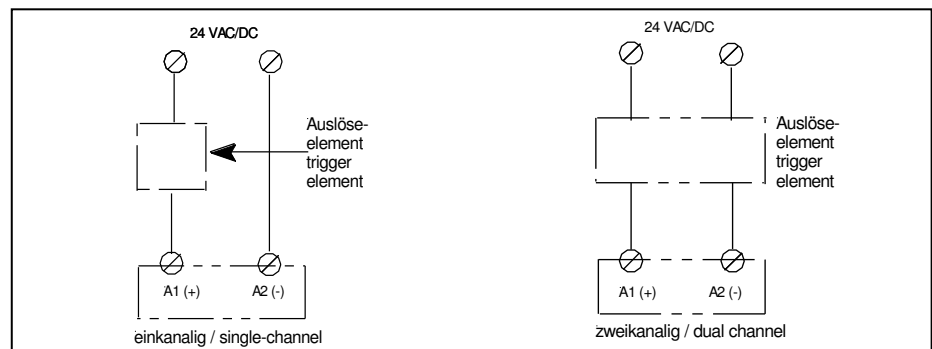 24 VAC/DC
Auslöse-
element
trigger
element
A1 (+)
A2 (-)
einkanalig / single-channel
24 VAC/DC
Auslöse-
element
trigger
element
A1 (+)
A2 (-)
zweikanalig / dual channel